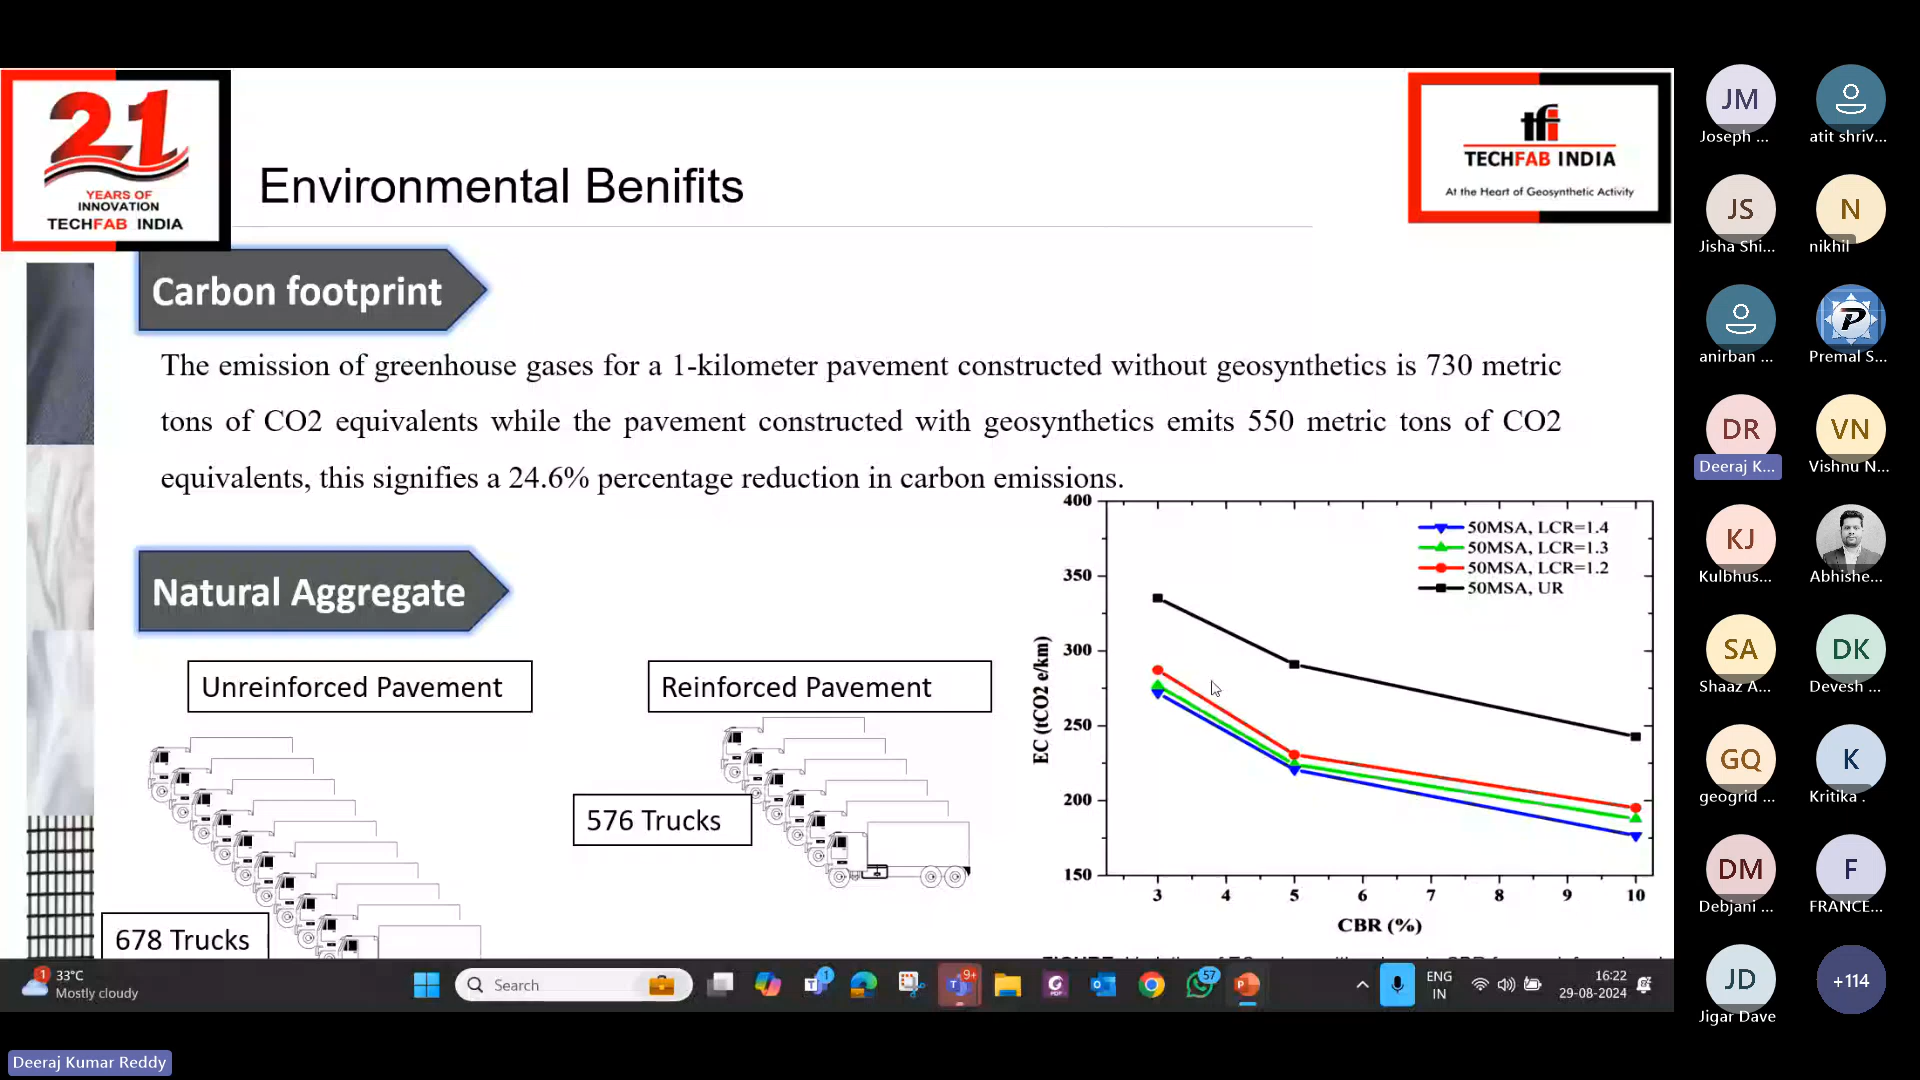 21
YEARS OF
INNOVATION
TECHFAB INDIA
Environmental Benifits
tfi
TECHFAB INDIA
At the Heart of Geosynthetic Activity
Carbon footprint
The emission of greenhouse gases for a 1-kilometer pavement constructed without geosynthetics is 730 metric
tons of CO2 equivalents while the pavement constructed with geosynthetics emits 550 metric tons of CO2
equivalents, this signifies a 24.6% percentage reduction in carbon emissions.
Natural Aggregate
Unreinforced Pavement
Reinforced Pavement
678 Trucks
576 Trucks
400
350
300
250
200
150
EC (tCO2 e/km)
50MSA, LCR=1.4
50MSA, LCR=1.3
50MSA, LCR=1.2
50MSA, UR
3 4 5 6 7 8 9 10
CBR (%)
JM
Joseph ...
atit shriv...
JS
Jisha Shi...
N
nikhil
anirban ...
P
Premal S...
DR
Deeraj K...
VN
Vishnu N...
KJ
Kulbhus...
Abhishe...
SA
Shaaz A...
DK
Devesh ...
GQ
geogrid ...
K
Kritika .
DM
Debjani ...
F
FRANCE...
JD
Jigar Dave
+114
1
33°C
Mostly cloudy
Search
1
9+
57
ENG
IN
16:22
29-08-2024
Deeraj Kumar Reddy